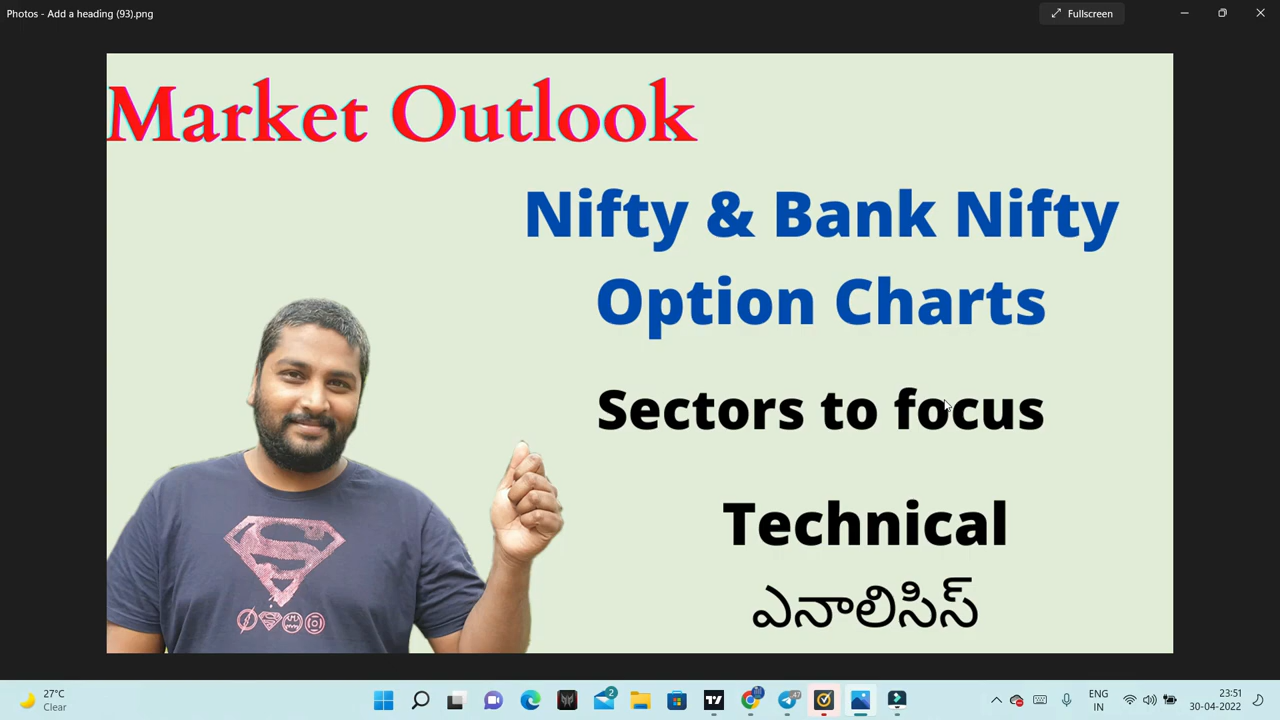 Photos - Add a heading (93).png
Fullscreen
Market Outlook
Nifty & Bank Nifty
Option Charts
Sectors to focus
Technical
ఎనాలిసిస్
27°C
Clear
2
ENG
IN
23:51
30-04-2022